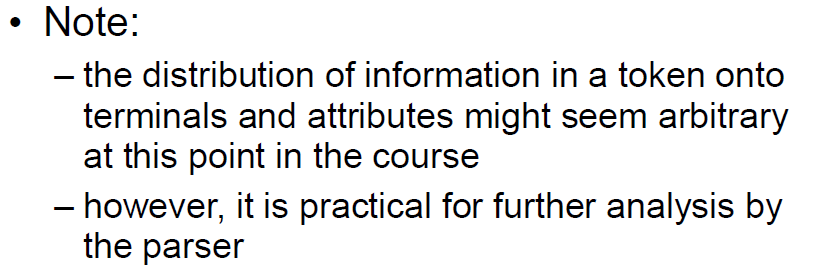 • Note:
– the distribution of information in a token onto
terminals and attributes might seem arbitrary
at this point in the course
– however, it is practical for further analysis by
the parser